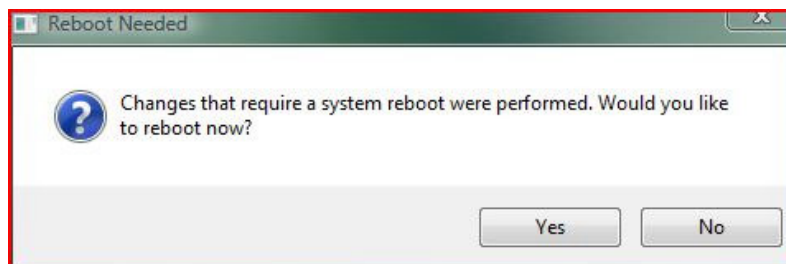 Reboot Needed
Changes that require a system reboot were performed. Would you like
to reboot now?
Yes
No